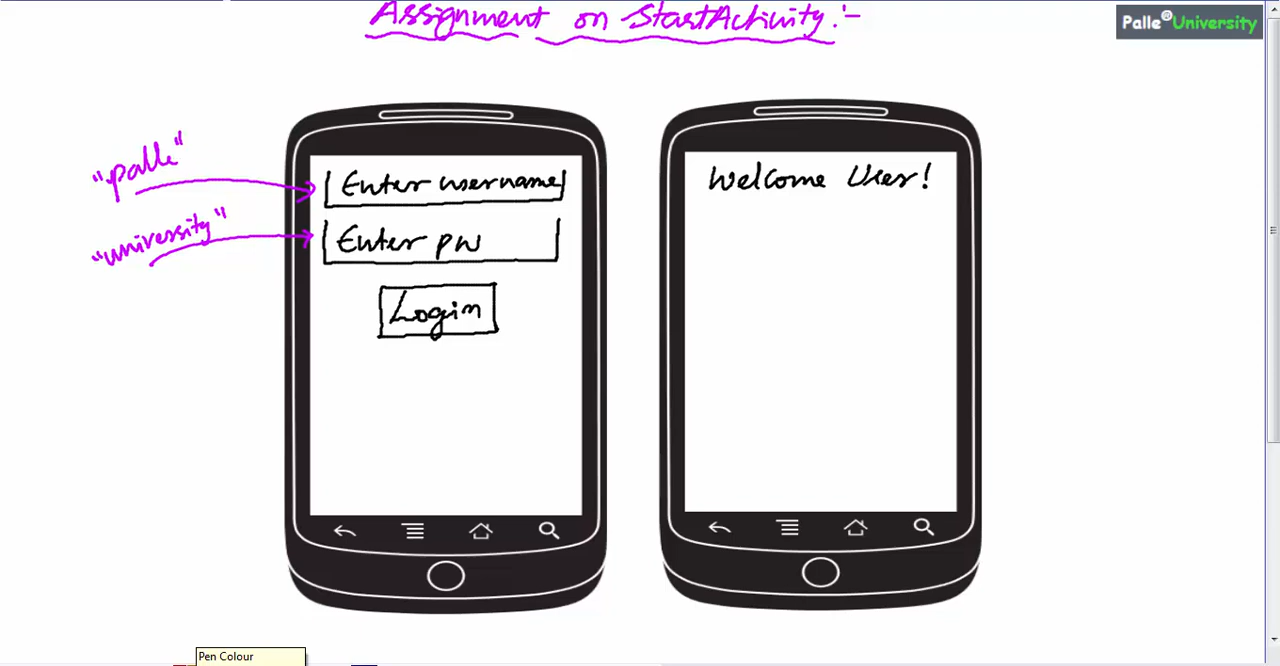 Assignment on StartActivity:-
Palle®University
"palle"
Enter username
"university"
Enter pw
Login
Welcome User!
Pen Colour